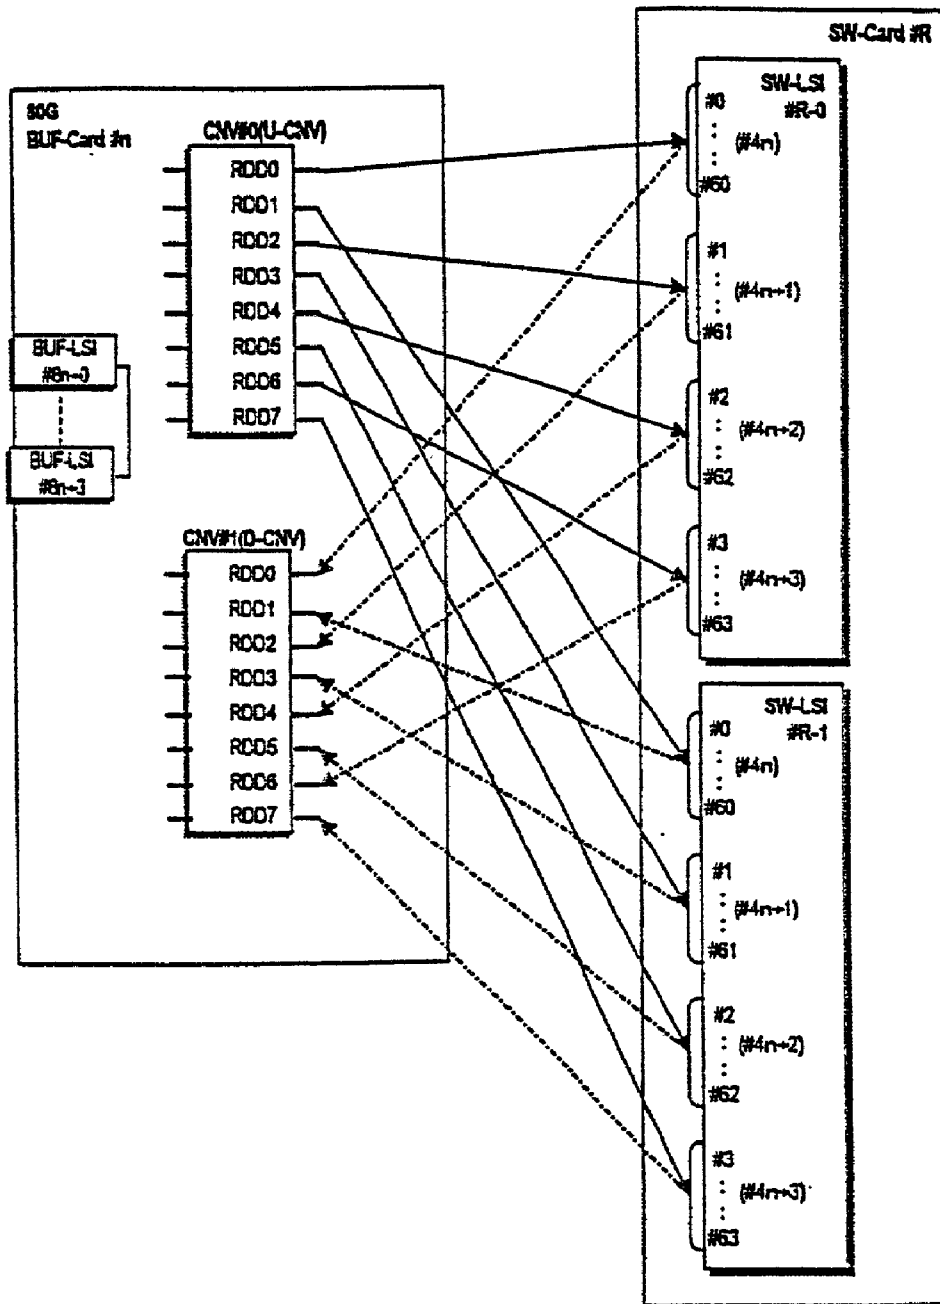 SW-Card #R
SW-LSI
#R-0
#0
(#4n)
#60
#1
(#4n+1)
#61
#2
(#4n+2)
#62
#3
(#4n+3)
#63
80G
BUF-Card #n
CNV#0(U-CNV)
RDD0
RDD1
RDD2
RDD3
RDD4
RDD5
RDD6
RDD7
BUF-LSI
#8n+0
BUF-LSI
#8n+3
CNV#1(D-CNV)
RDD0
RDD1
RDD2
RDD3
RDD4
RDD5
RDD6
RDD7
SW-LSI
#R-1
#0
(#4n)
#60
#1
(#4n+1)
#61
#2
(#4n+2)
#62
#3
(#4n+3)
#63